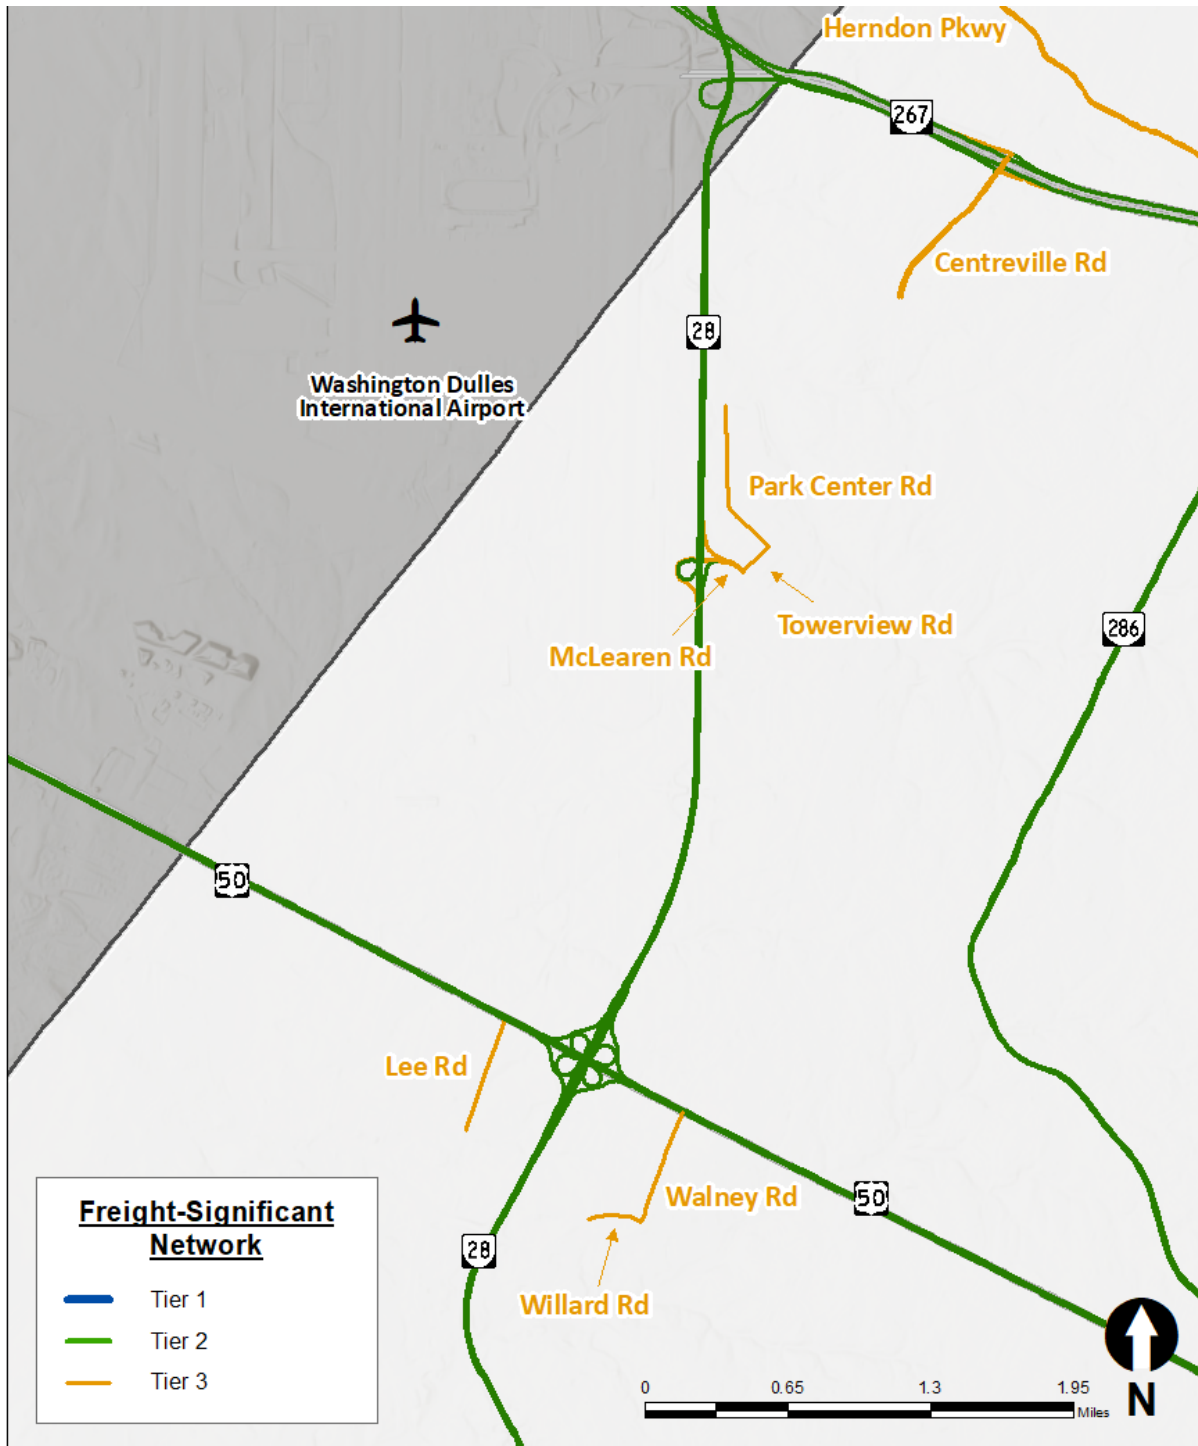 Herndon Pkwy
267
Centreville Rd
28
Washington Dulles
International Airport
Park Center Rd
Towerview Rd
286
McLearen Rd
50
Lee Rd
Walney Rd
50
28
Willard Rd
Freight-Significant
Network
Tier 1
Tier 2
Tier 3
0 0.65 1.3 1.95
Miles
N